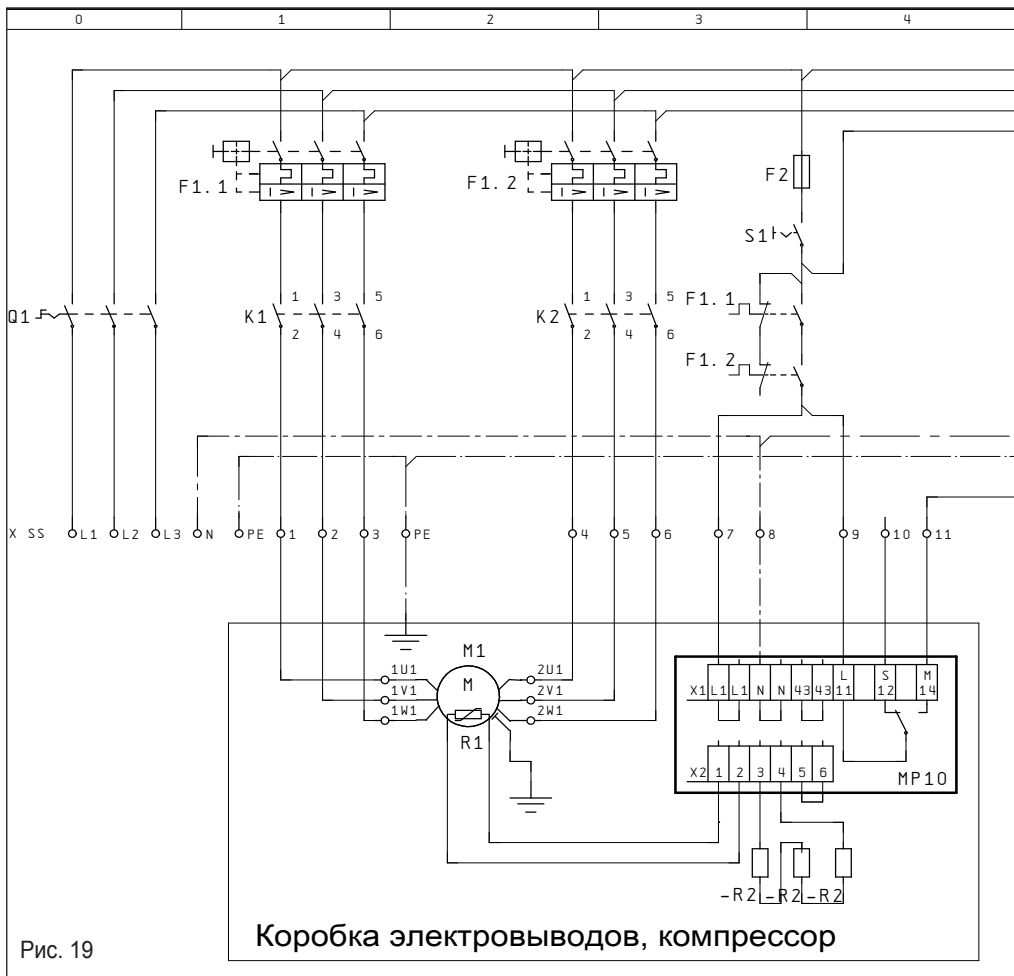 0 1 2 3 4
F1.1
F1.2
F2
S1
Q1
K1
1 3 5
2 4 6
K2
1 3 5
2 4 6
F1.1
F1.2
X SS L1 L2 L3 N PE 1 2 3 PE 4 5 6 7 8 9 10 11
M1
1U1 M 2U1
1V1 2V1
1W1 2W1
R1
X1 L1 L1 N N 43 43 L 11 S 12 M 14
X2 1 2 3 4 5 6
MP10
-R2 -R2 -R2
Рис. 19
Коробка электровыводов, компрессор